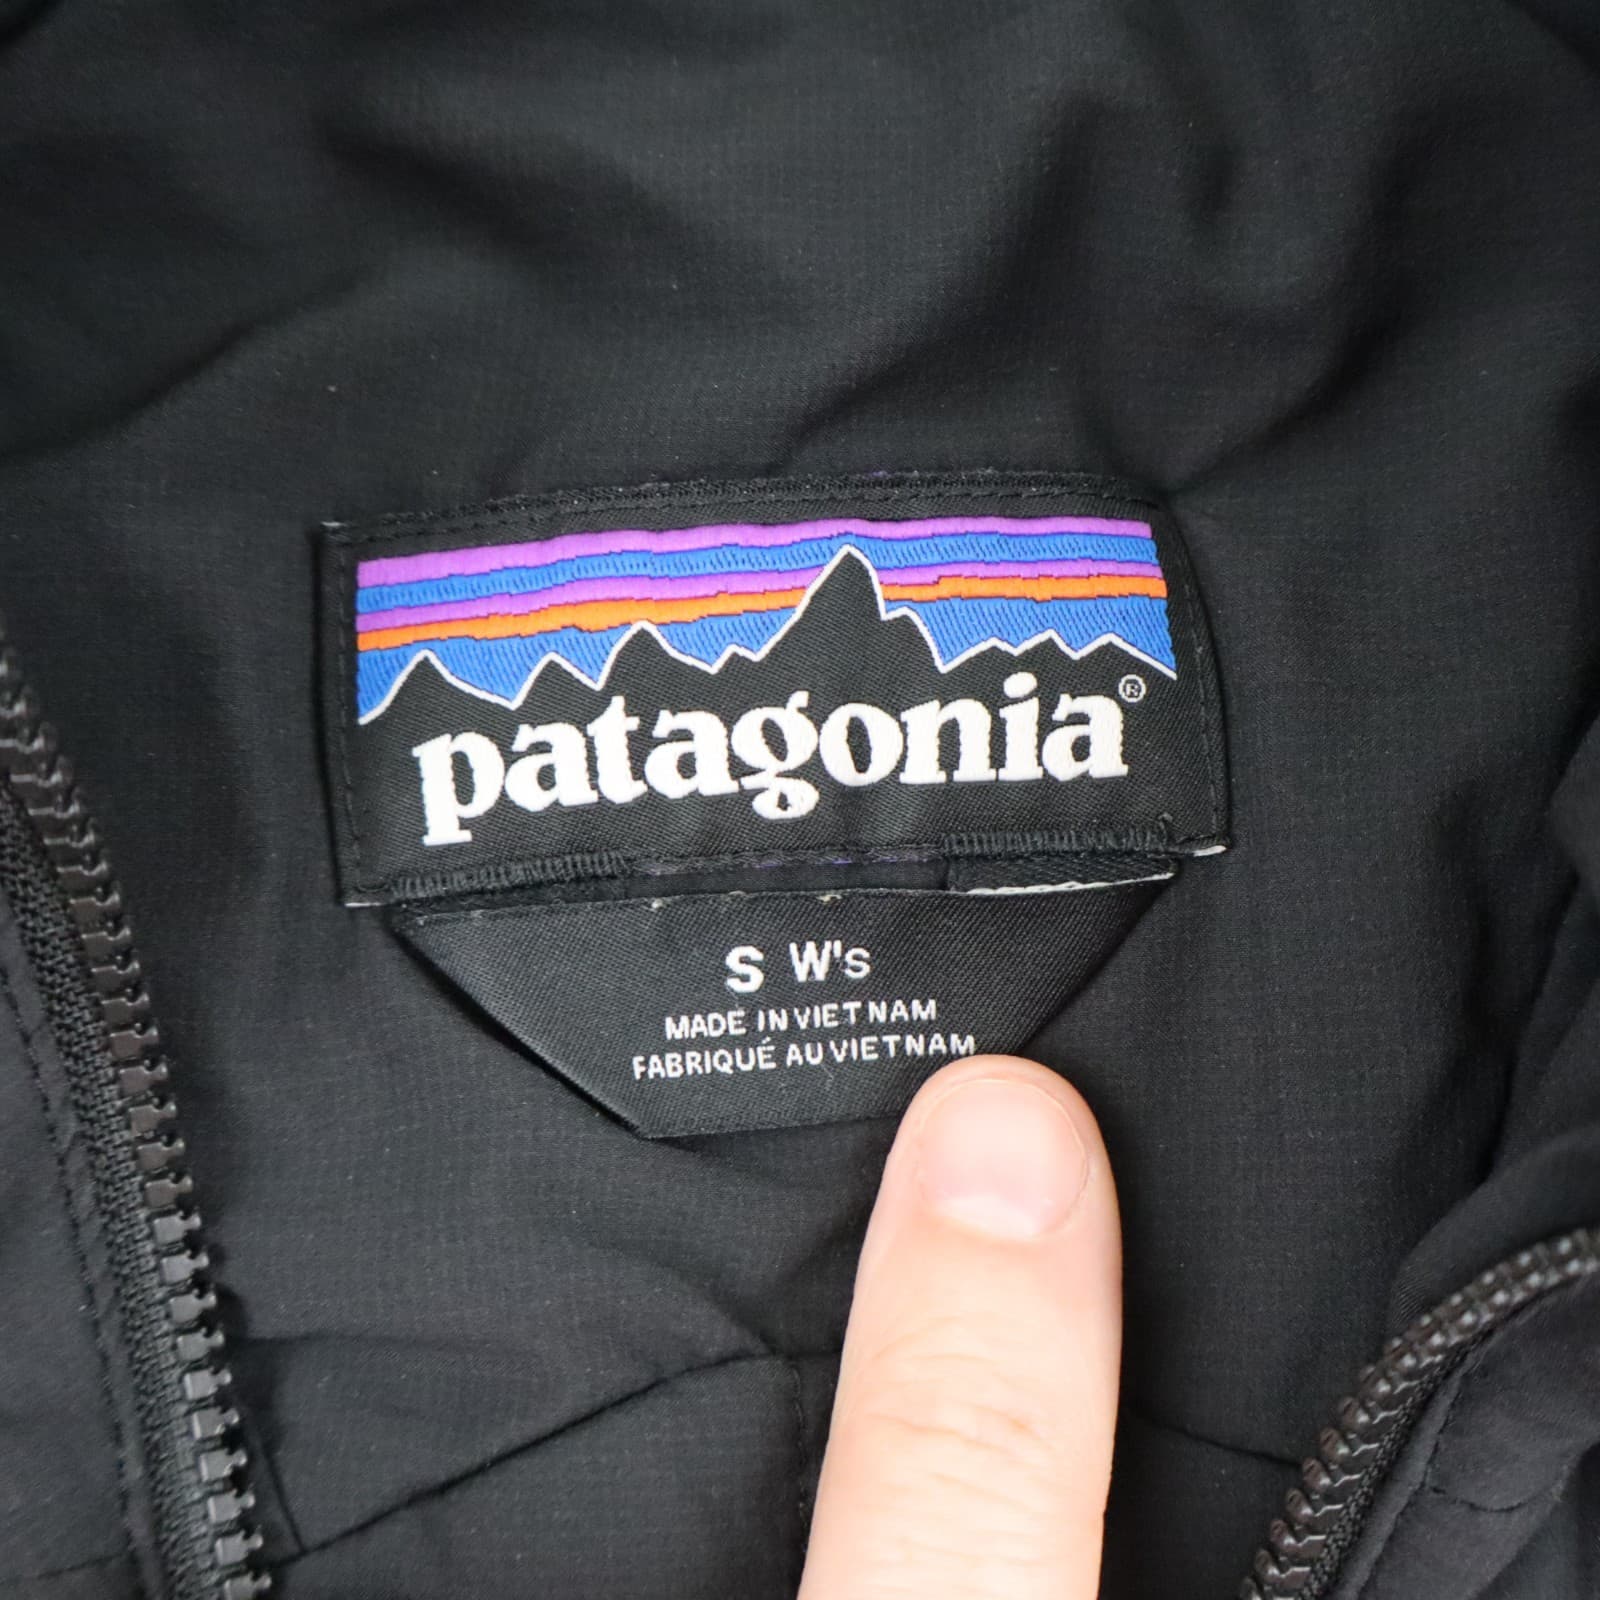 patagonia®
S W's
MADE IN VIETNAM
FABRIQUÉ AU VIETNAM